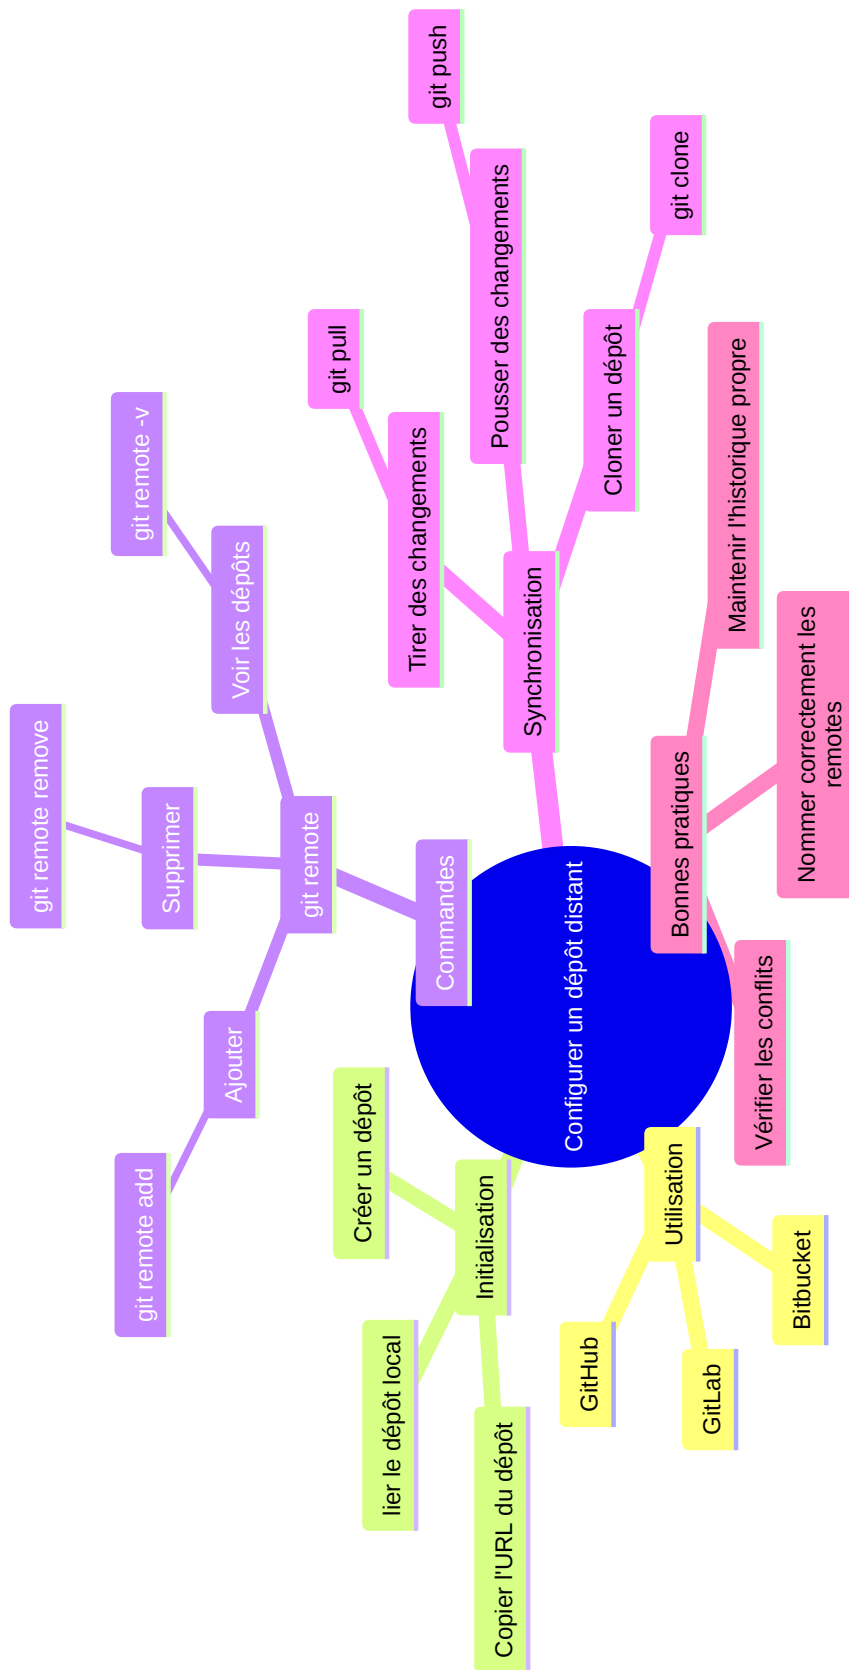 Configurer un dépôt distant
Utilisation
GitHub
GitLab
Bitbucket
Initialisation
Créer un dépôt
lier le dépôt local
Copier l'URL du dépôt
Commandes
git remote
Ajouter
git remote add
Supprimer
git remote remove
Voir les dépôts
git remote -v
Synchronisation
Tirer des changements
git pull
Pousser des changements
git push
Cloner un dépôt
git clone
Bonnes pratiques
Maintenir l'historique propre
Nommer correctement les
remotes
Vérifier les conflits